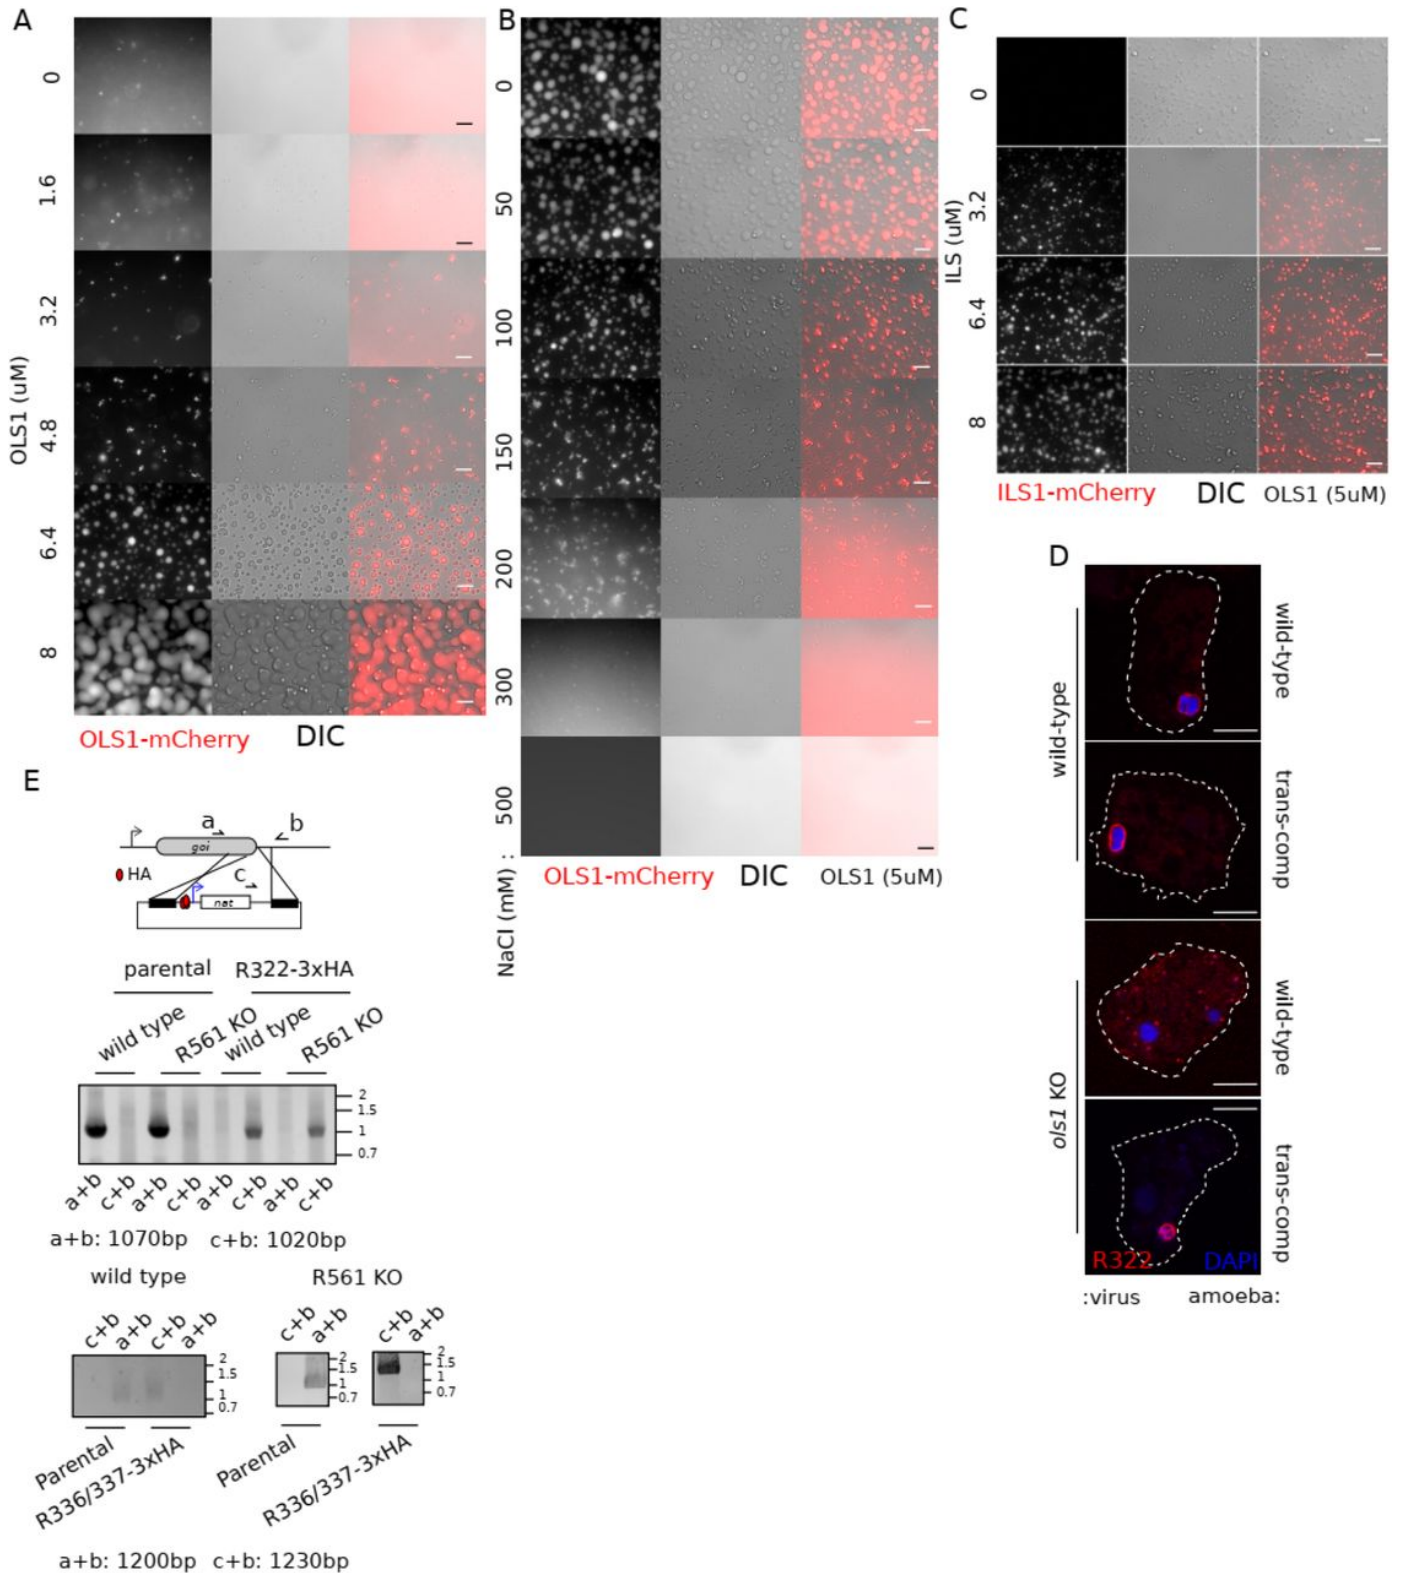 A
OLS1 (uM)
0
1.6
3.2
4.8
6.4
8
OLS1-mCherry
DIC
B
0
50
100
150
200
300
500
NaCl (mM) :
OLS1-mCherry
DIC
OLS1 (5uM)
C
ILS (uM)
0
3.2
6.4
8
ILS1-mCherry
DIC
OLS1 (5uM)
D
wild-type
ols1 KO
wild-type
trans-comp
wild-type
trans-comp
R322
DAPI
:virus
amoeba:
E
a
b
goi
HA
c
nat
parental
R322-3xHA
wild type
R561 KO
wild type
R561 KO
2
1.5
1
0.7
a+b
c+b
a+b
c+b
a+b
c+b
a+b
c+b
a+b: 1070bp c+b: 1020bp
wild type
R561 KO
c+b
a+b
c+b
a+b
c+b
a+b
c+b
a+b
2
1.5
1
0.7
2
1.5
1
0.7
2
1.5
1
0.7
Parental
R336/337-3xHA
Parental
R336/337-3xHA
a+b: 1200bp c+b: 1230bp